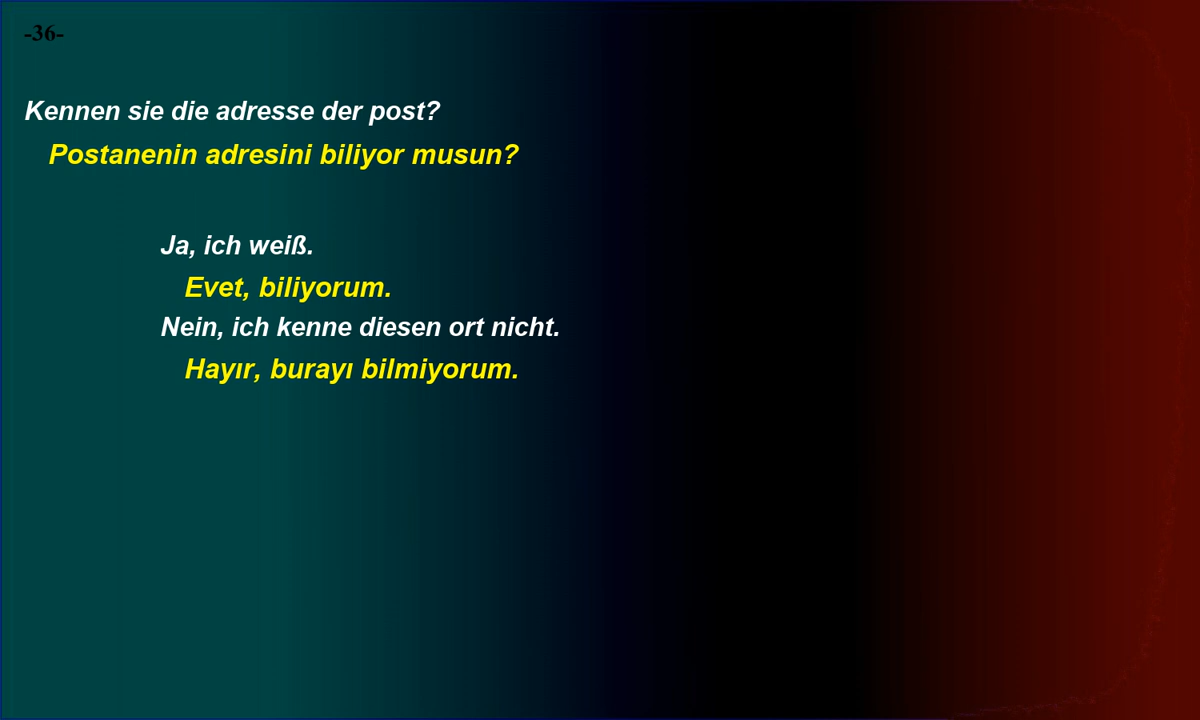 -36-
Kennen sie die adresse der post?
Postanenin adresini biliyor musun?
Ja, ich weiß.
Evet, biliyorum.
Nein, ich kenne diesen ort nicht.
Hayır, burayı bilmiyorum.